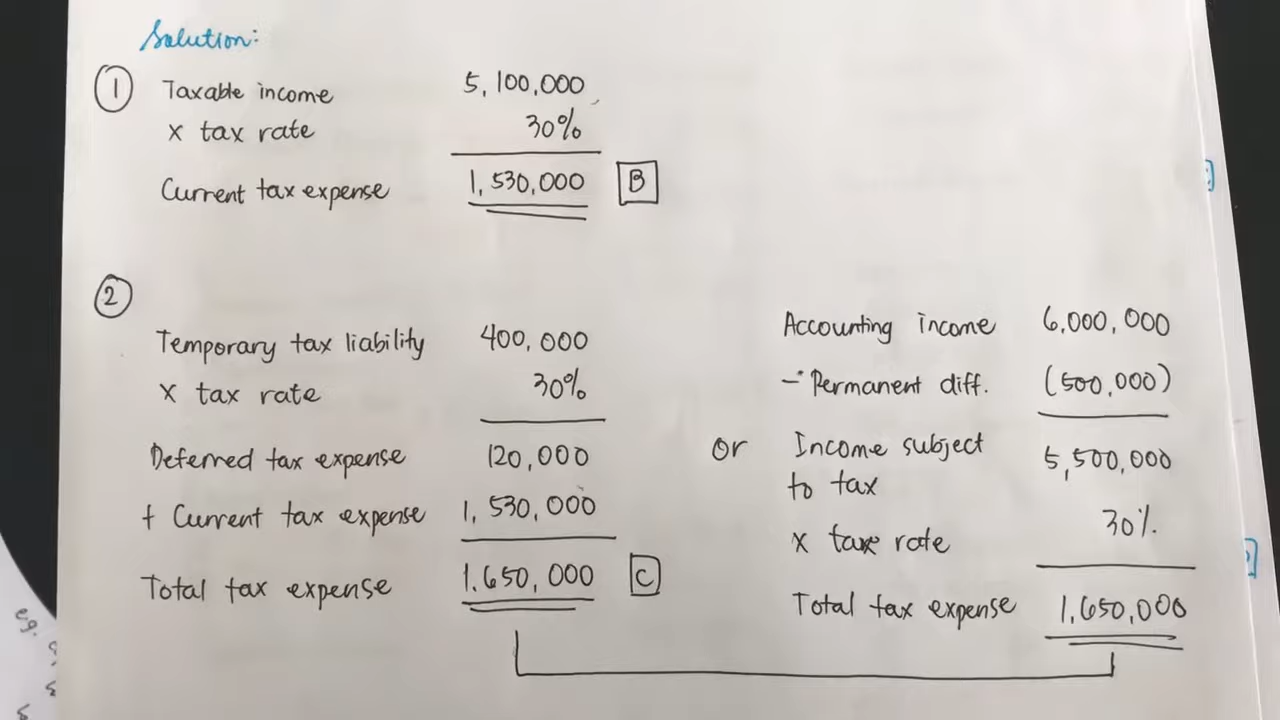 Solution:
① Taxable income 5,100,000
x tax rate 30%
Current tax expense 1,530,000 B
②
Temporary tax liability 400,000
x tax rate 30%
Deferred tax expense 120,000
+ Current tax expense 1,530,000
Total tax expense 1.650,000 C
or
Accounting income 6,000,000
- Permanent diff. (500,000)
Income subject
to tax 5,500,000
x tax rate 30%
Total tax expense 1,650,000
eg.